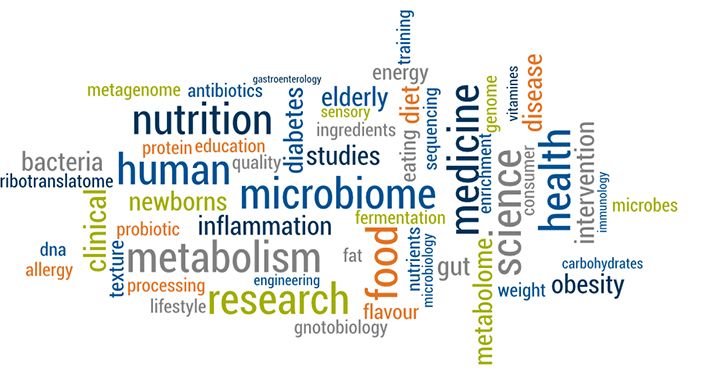 training
energy
gastroenterology
metagenome
antibiotics
diabetes
elderly
sensory
diet
sequencing
medicine
genome
vitamines
disease
nutrition
ingredients
protein
education
quality
studies
eating
enrichment
science
consumer
health
intervention
immunology
bacteria
human
ribotranslatome
microbiome
newborns
clinical
probiotic
inflammation
fermentation
microbes
dna
allergy
texture
metabolism
fat
food
nutrients
microbiology
gut
metabolome
carbohydrates
processing
engineering
weight
obesity
lifestyle
research
flavour
gnotobiology